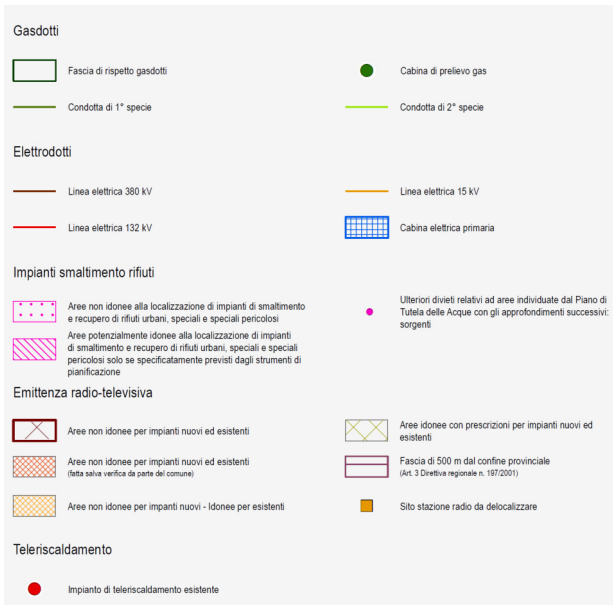 Gasdotti
Fascia di rispetto gasdotti
Cabina di prelievo gas
Condotta di 1° specie
Condotta di 2° specie
Elettrodotti
Linea elettrica 380 kV
Linea elettrica 15 kV
Linea elettrica 132 kV
Cabina elettrica primaria
Impianti smaltimento rifiuti
Aree non idonee alla localizzazione di impianti di smaltimento
e recupero di rifiuti urbani, speciali e speciali pericolosi
Ulteriori divieti relativi ad aree individuate dal Piano di
Tutela delle Acque con gli approfondimenti successivi:
sorgenti
Aree potenzialmente idonee alla localizzazione di impianti
di smaltimento e recupero di rifiuti urbani, speciali e speciali
pericolosi solo se specificatamente previsti dagli strumenti di
pianificazione
Emittenza radio-televisiva
Aree non idonee per impianti nuovi ed esistenti
Aree idonee con prescrizioni per impianti nuovi ed
esistenti
Aree non idonee per impianti nuovi ed esistenti
(fatta salva verifica da parte del comune)
Fascia di 500 m dal confine provinciale
(Art. 3 Direttiva regionale n. 197/2001)
Aree non idonee per impanti nuovi - Idonee per esistenti
Sito stazione radio da delocalizzare
Teleriscaldamento
Impianto di teleriscaldamento esistente